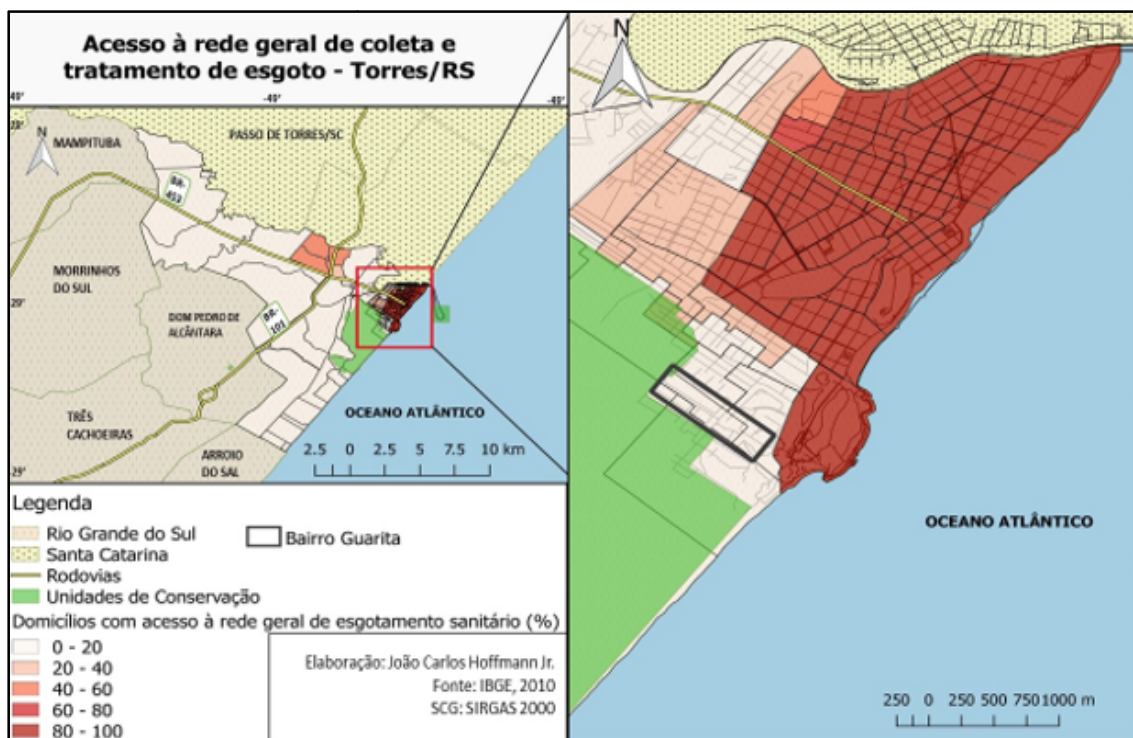 Acesso à rede geral de coleta e
tratamento de esgoto - Torres/RS
-49'
-49'
-49'
-28'
N
MAMPITUBA
PASSO DE TORRES/SC
BR-
453
MORRINHOS
DO SUL
-29'
DOM PEDRO DE
ALCÂNTARA
BR-
101
TRÊS
CACHOEIRAS
OCEANO ATLÂNTICO
ARROIO
DO SAL
-29'
2.5 0 2.5 5 7.5 10 km
Legenda
Rio Grande do Sul
Bairro Guarita
Santa Catarina
Rodovias
Unidades de Conservação
Domicílios com acesso à rede geral de esgotamento sanitário (%)
0 - 20
20 - 40
40 - 60
60 - 80
80 - 100
Elaboração: João Carlos Hoffmann Jr.
Fonte: IBGE, 2010
SCG: SIRGAS 2000
N
OCEANO ATLÂNTICO
250 0 250 500 750 1000 m